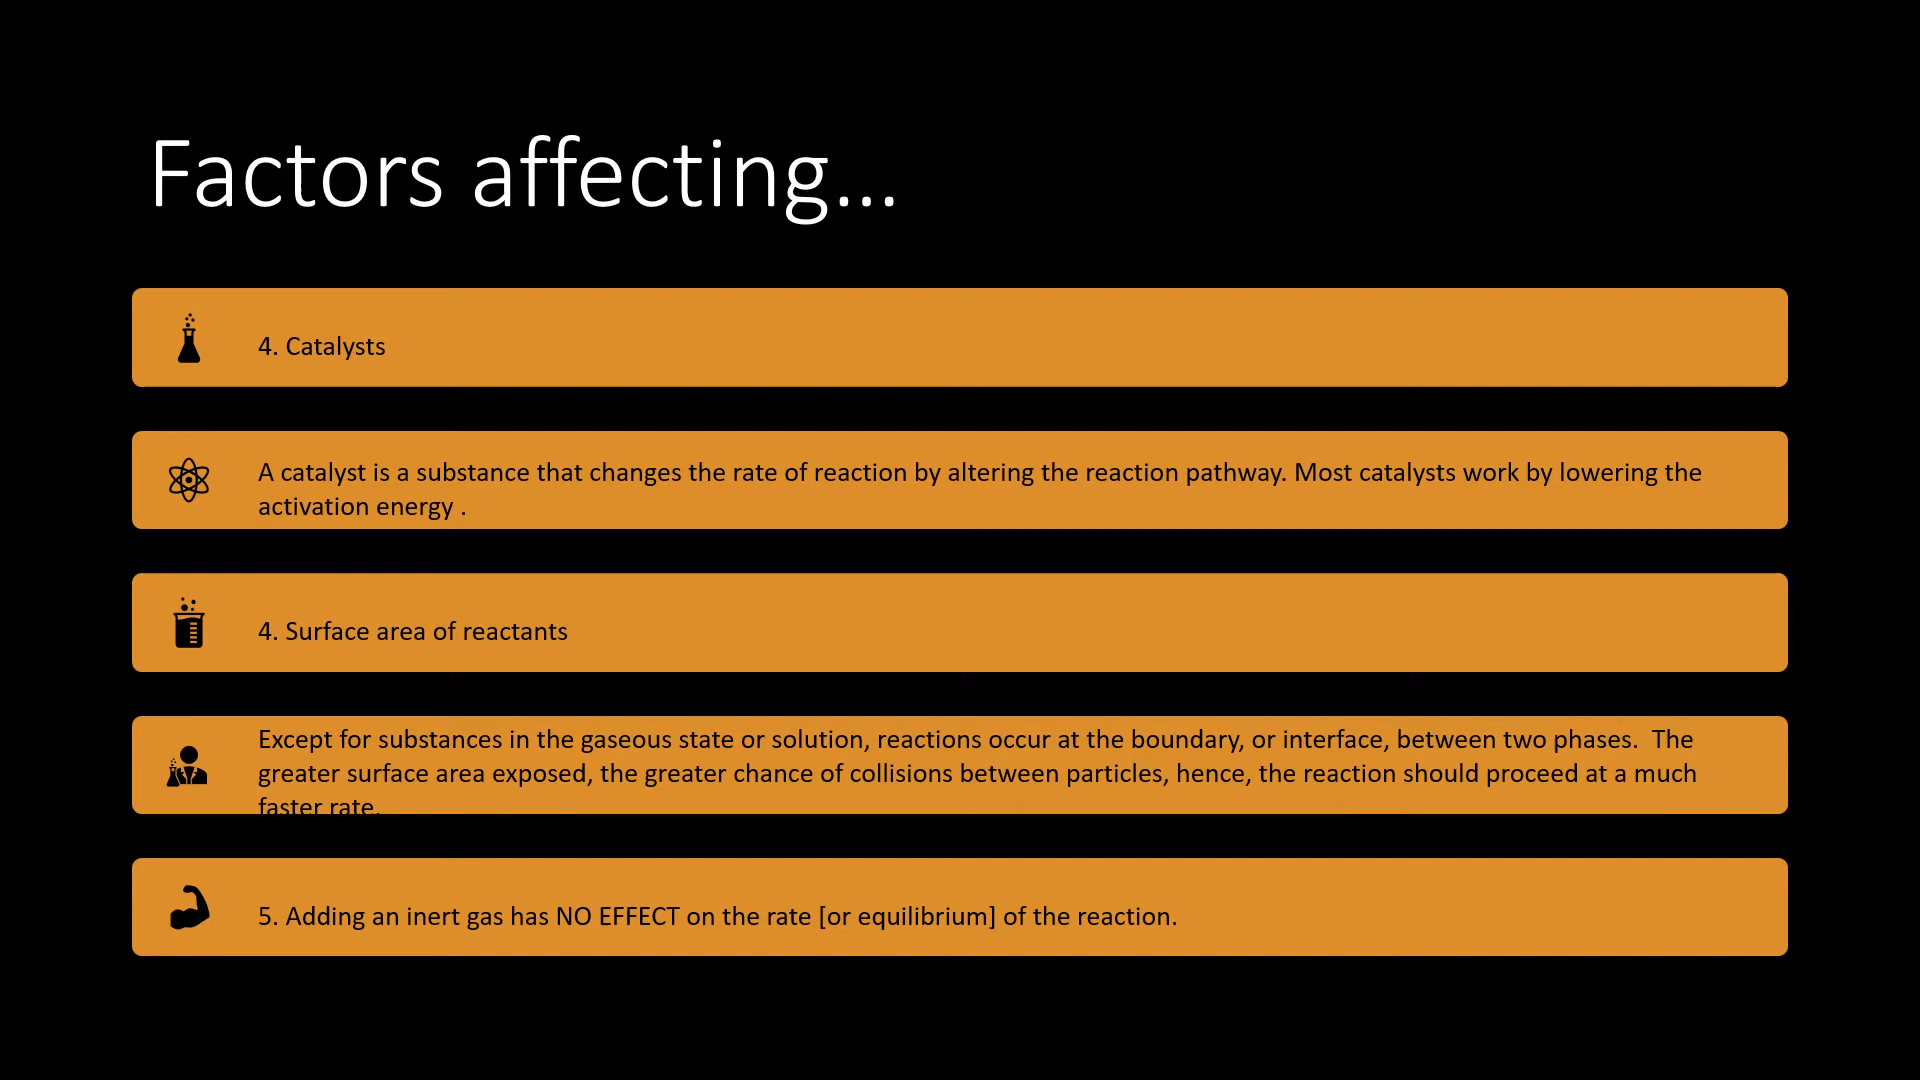 Factors affecting...
4. Catalysts
A catalyst is a substance that changes the rate of reaction by altering the reaction pathway. Most catalysts work by lowering the
activation energy .
4. Surface area of reactants
Except for substances in the gaseous state or solution, reactions occur at the boundary, or interface, between two phases.  The
greater surface area exposed, the greater chance of collisions between particles, hence, the reaction should proceed at a much
faster rate.
5. Adding an inert gas has NO EFFECT on the rate [or equilibrium] of the reaction.